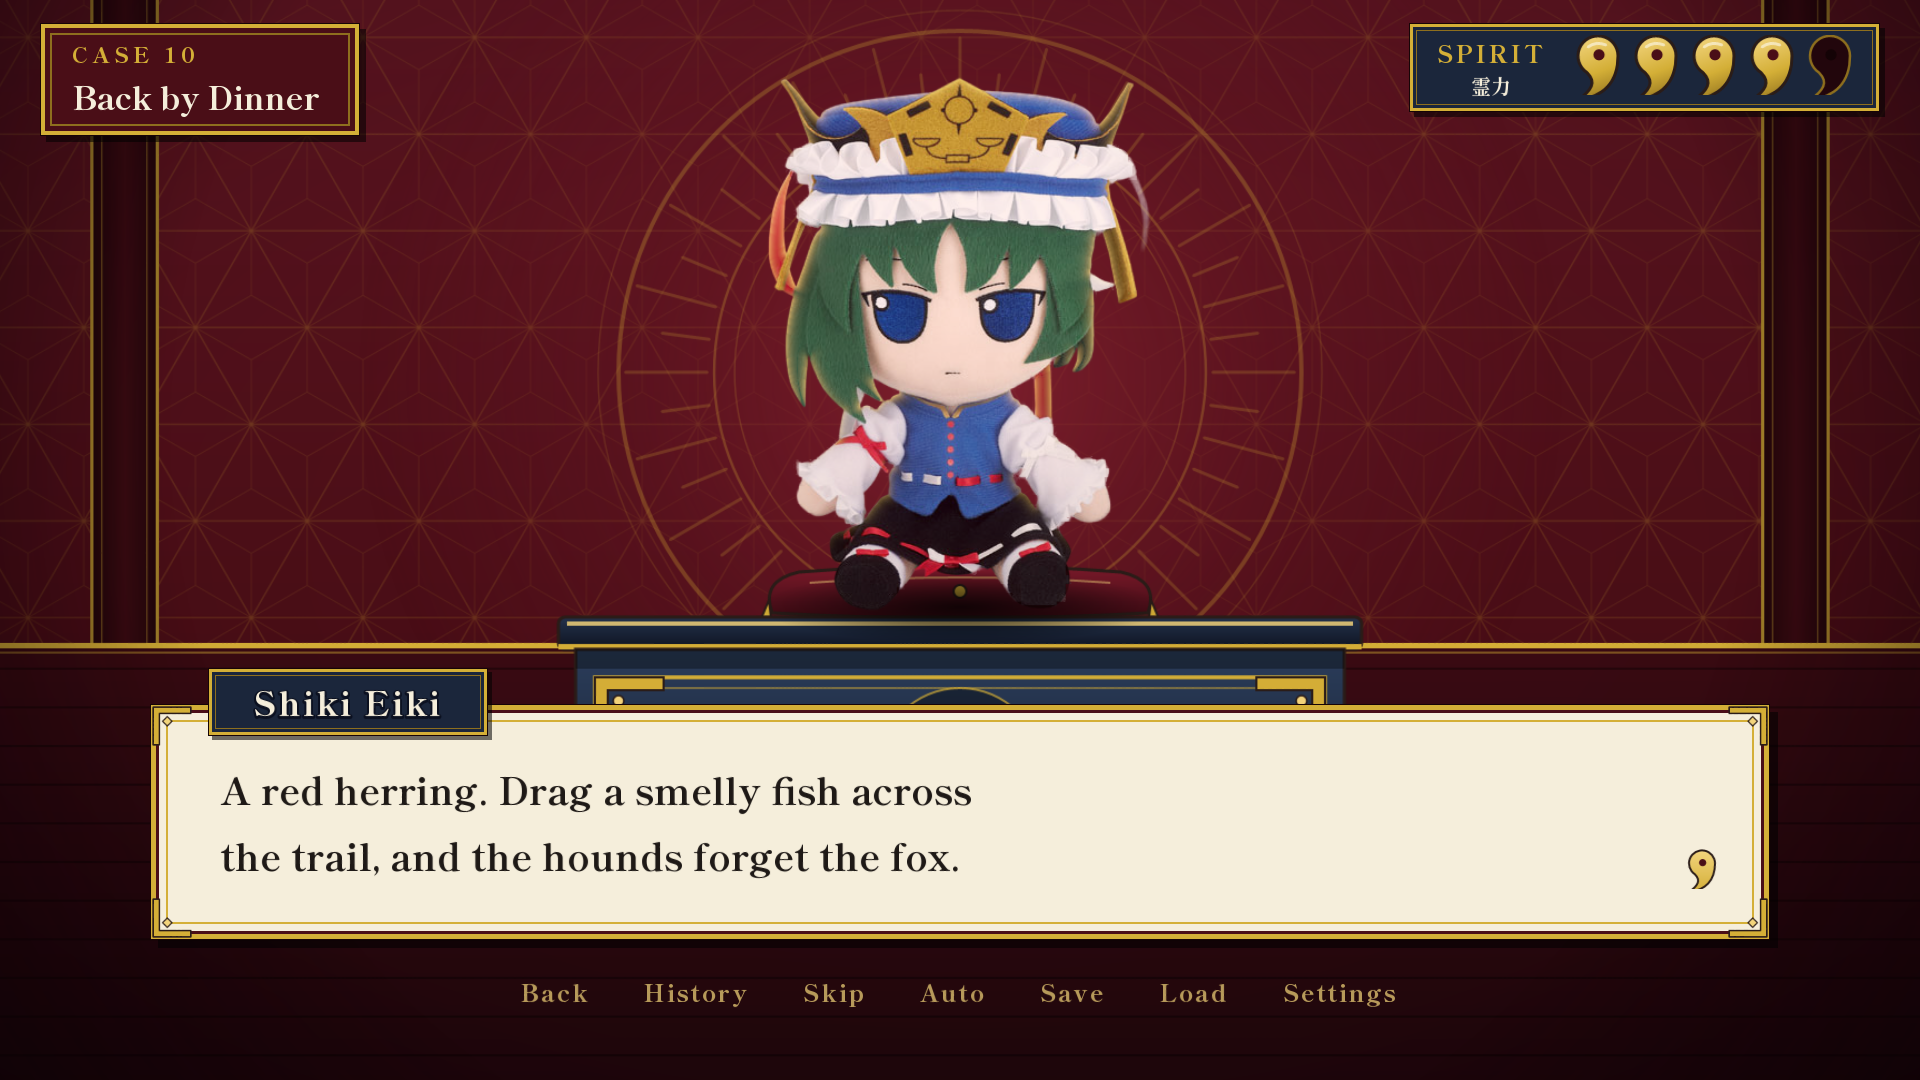 CASE 10
Back by Dinner
SPIRIT
霊力
Shiki Eiki
A red herring. Drag a smelly fish across
the trail, and the hounds forget the fox.
Back History Skip Auto Save Load Settings